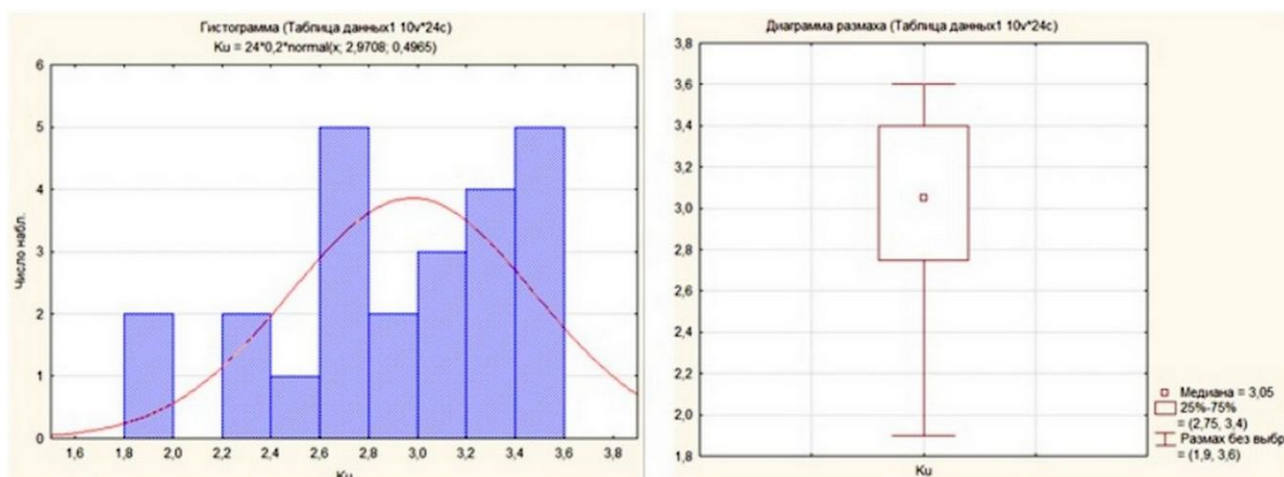 Гистограмма (Таблица данных1 10v*24c)
Ku = 24*0,2*normal(x; 2,9708; 0,4965)
Число набл.
6
5
4
3
2
1
0
1,6 1,8 2,0 2,2 2,4 2,6 2,8 3,0 3,2 3,4 3,6 3,8
Ku
Диаграмма размаха (Таблица данных1 10v*24c)
3,8
3,6
3,4
3,2
3,0
2,8
2,6
2,4
2,2
2,0
1,8
Ku
Медиана = 3,05
25%-75%
= (2,75, 3,4)
Размах без выбр
= (1,9, 3,6)